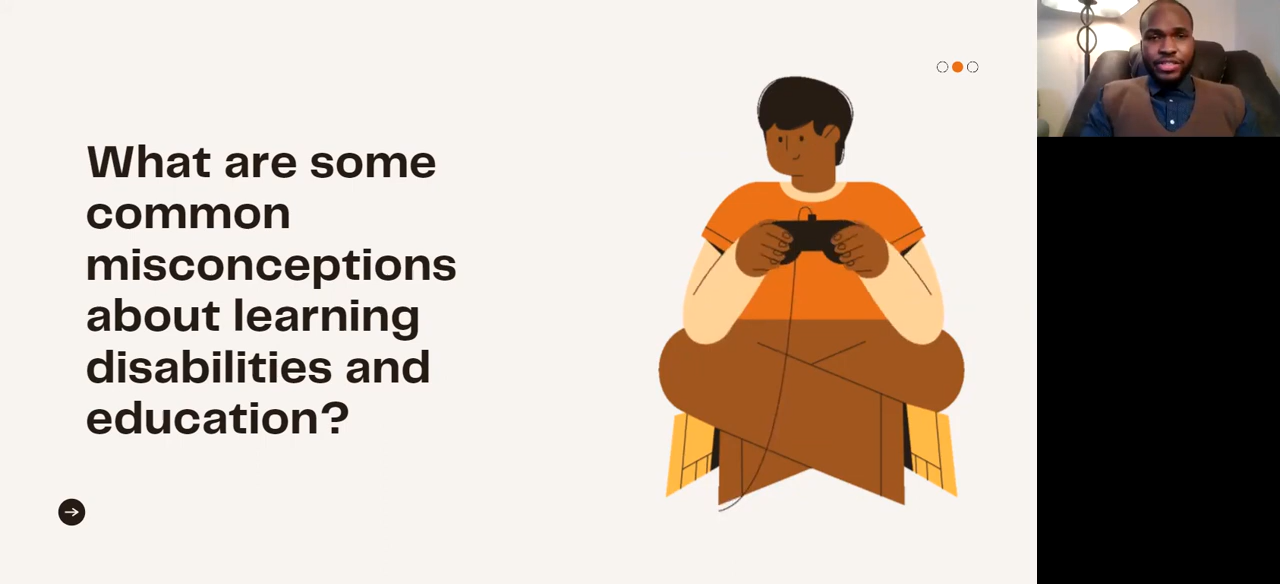 What are some
common
misconceptions
about learning
disabilities and
education?